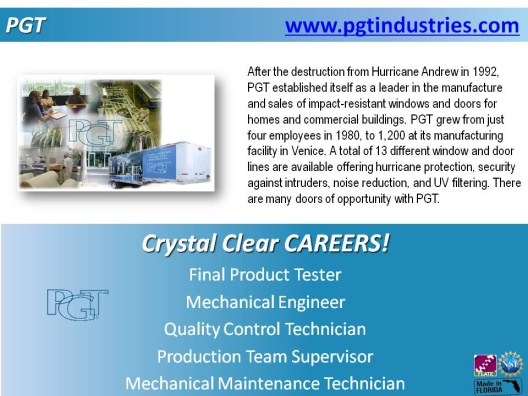 PGT
www.pgtindustries.com
After the destruction from Hurricane Andrew in 1992,
PGT established itself as a leader in the manufacture
and sales of impact-resistant windows and doors for
homes and commercial buildings. PGT grew from just
four employees in 1980, to 1,200 at its manufacturing
facility in Venice. A total of 13 different window and door
lines are available offering hurricane protection, security
against intruders, noise reduction, and UV filtering. There
are many doors of opportunity with PGT.
PGT
Crystal Clear CAREERS!
Final Product Tester
Mechanical Engineer
Quality Control Technician
Production Team Supervisor
Mechanical Maintenance Technician
PGT
FLATE
NSF
Made in
FLORIDA